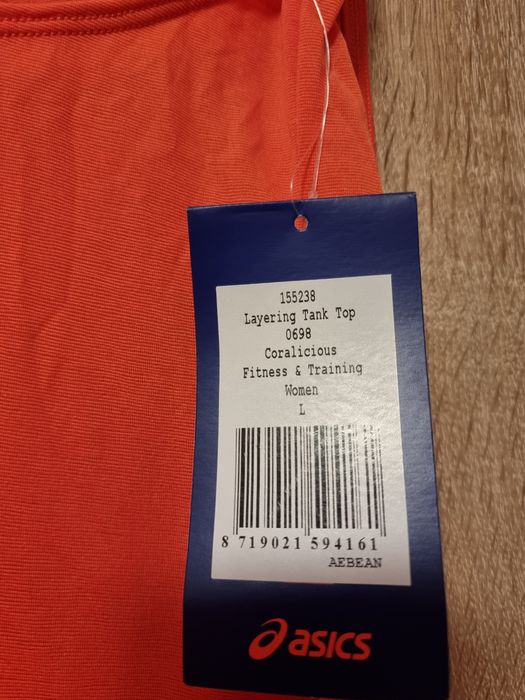 155238
Layering Tank Top
0698
Coralicious
Fitness & Training
Women
L
8 719021 594161
AEBEAN
asics